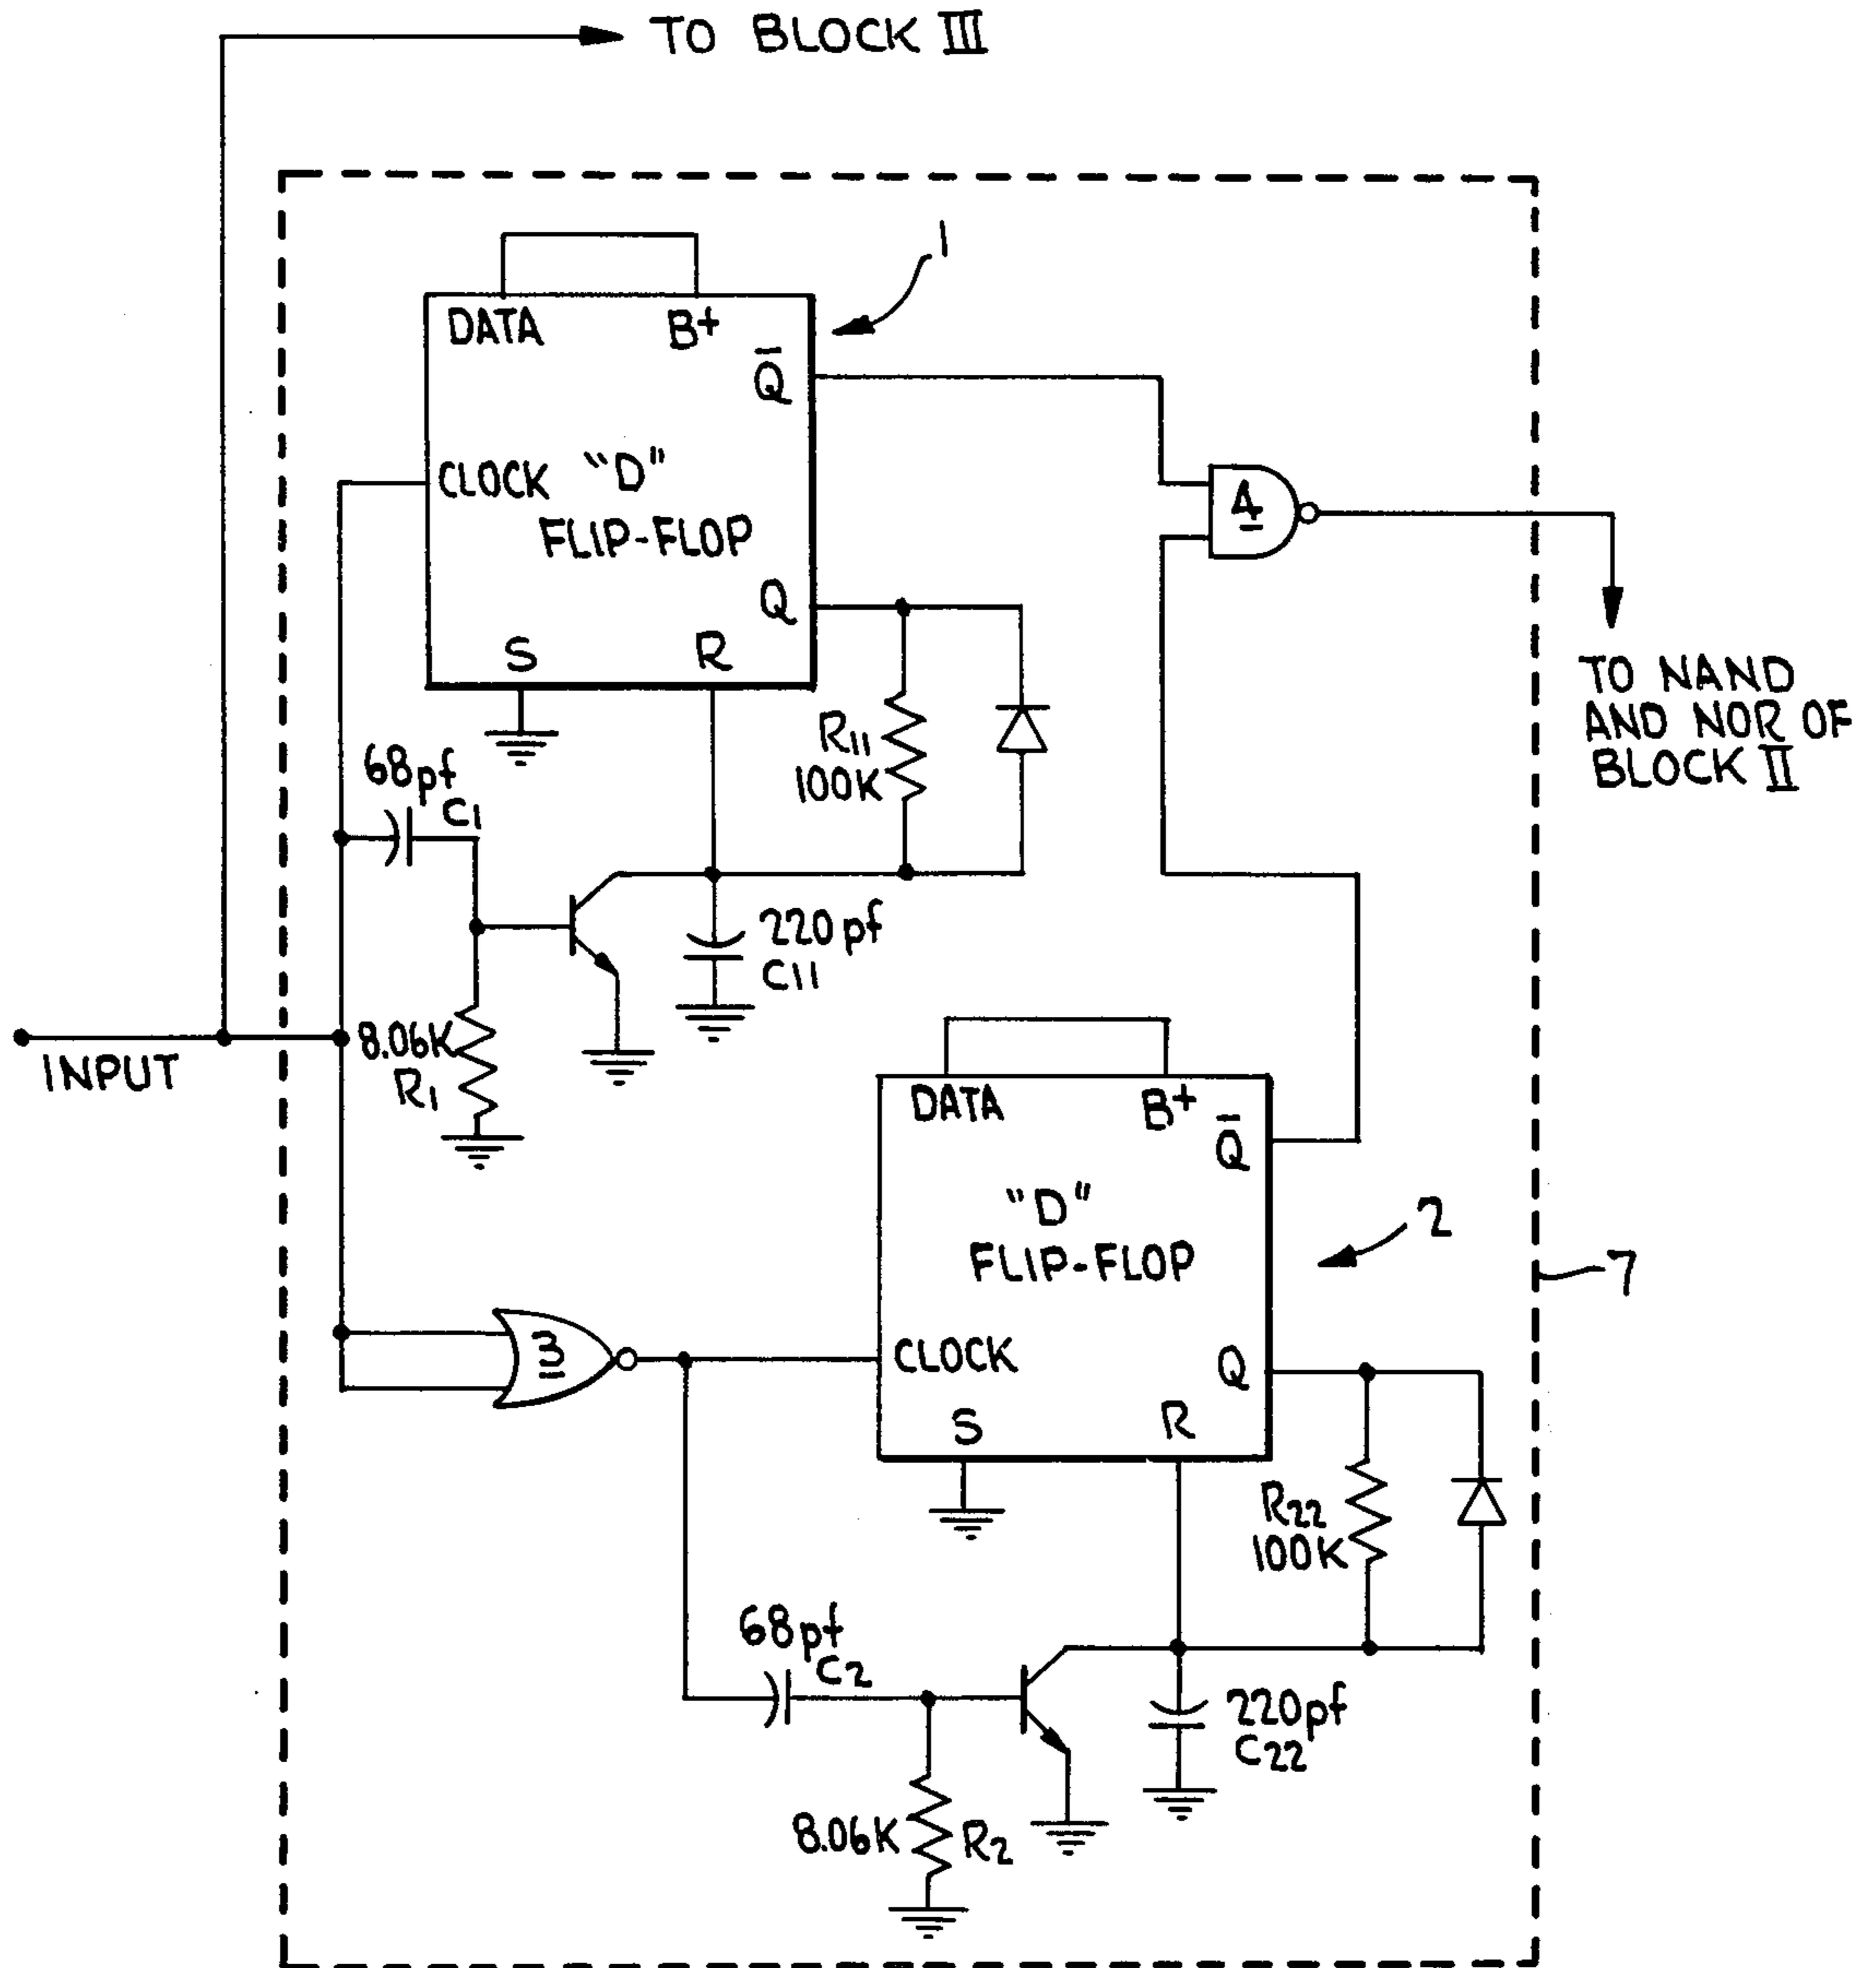 TO BLOCK III
1
DATA
B+
Q̅
CLOCK "D"
FLIP-FLOP
Q
S
R
4
TO NAND
AND NOR OF
BLOCK II
R11
100K
68pf
C1
220pf
C11
INPUT
8.06K
R1
DATA
B+
Q̅
"D"
FLIP-FLOP
2
7
3
CLOCK
Q
S
R
R22
100K
68pf
C2
220pf
C22
8.06K
R2